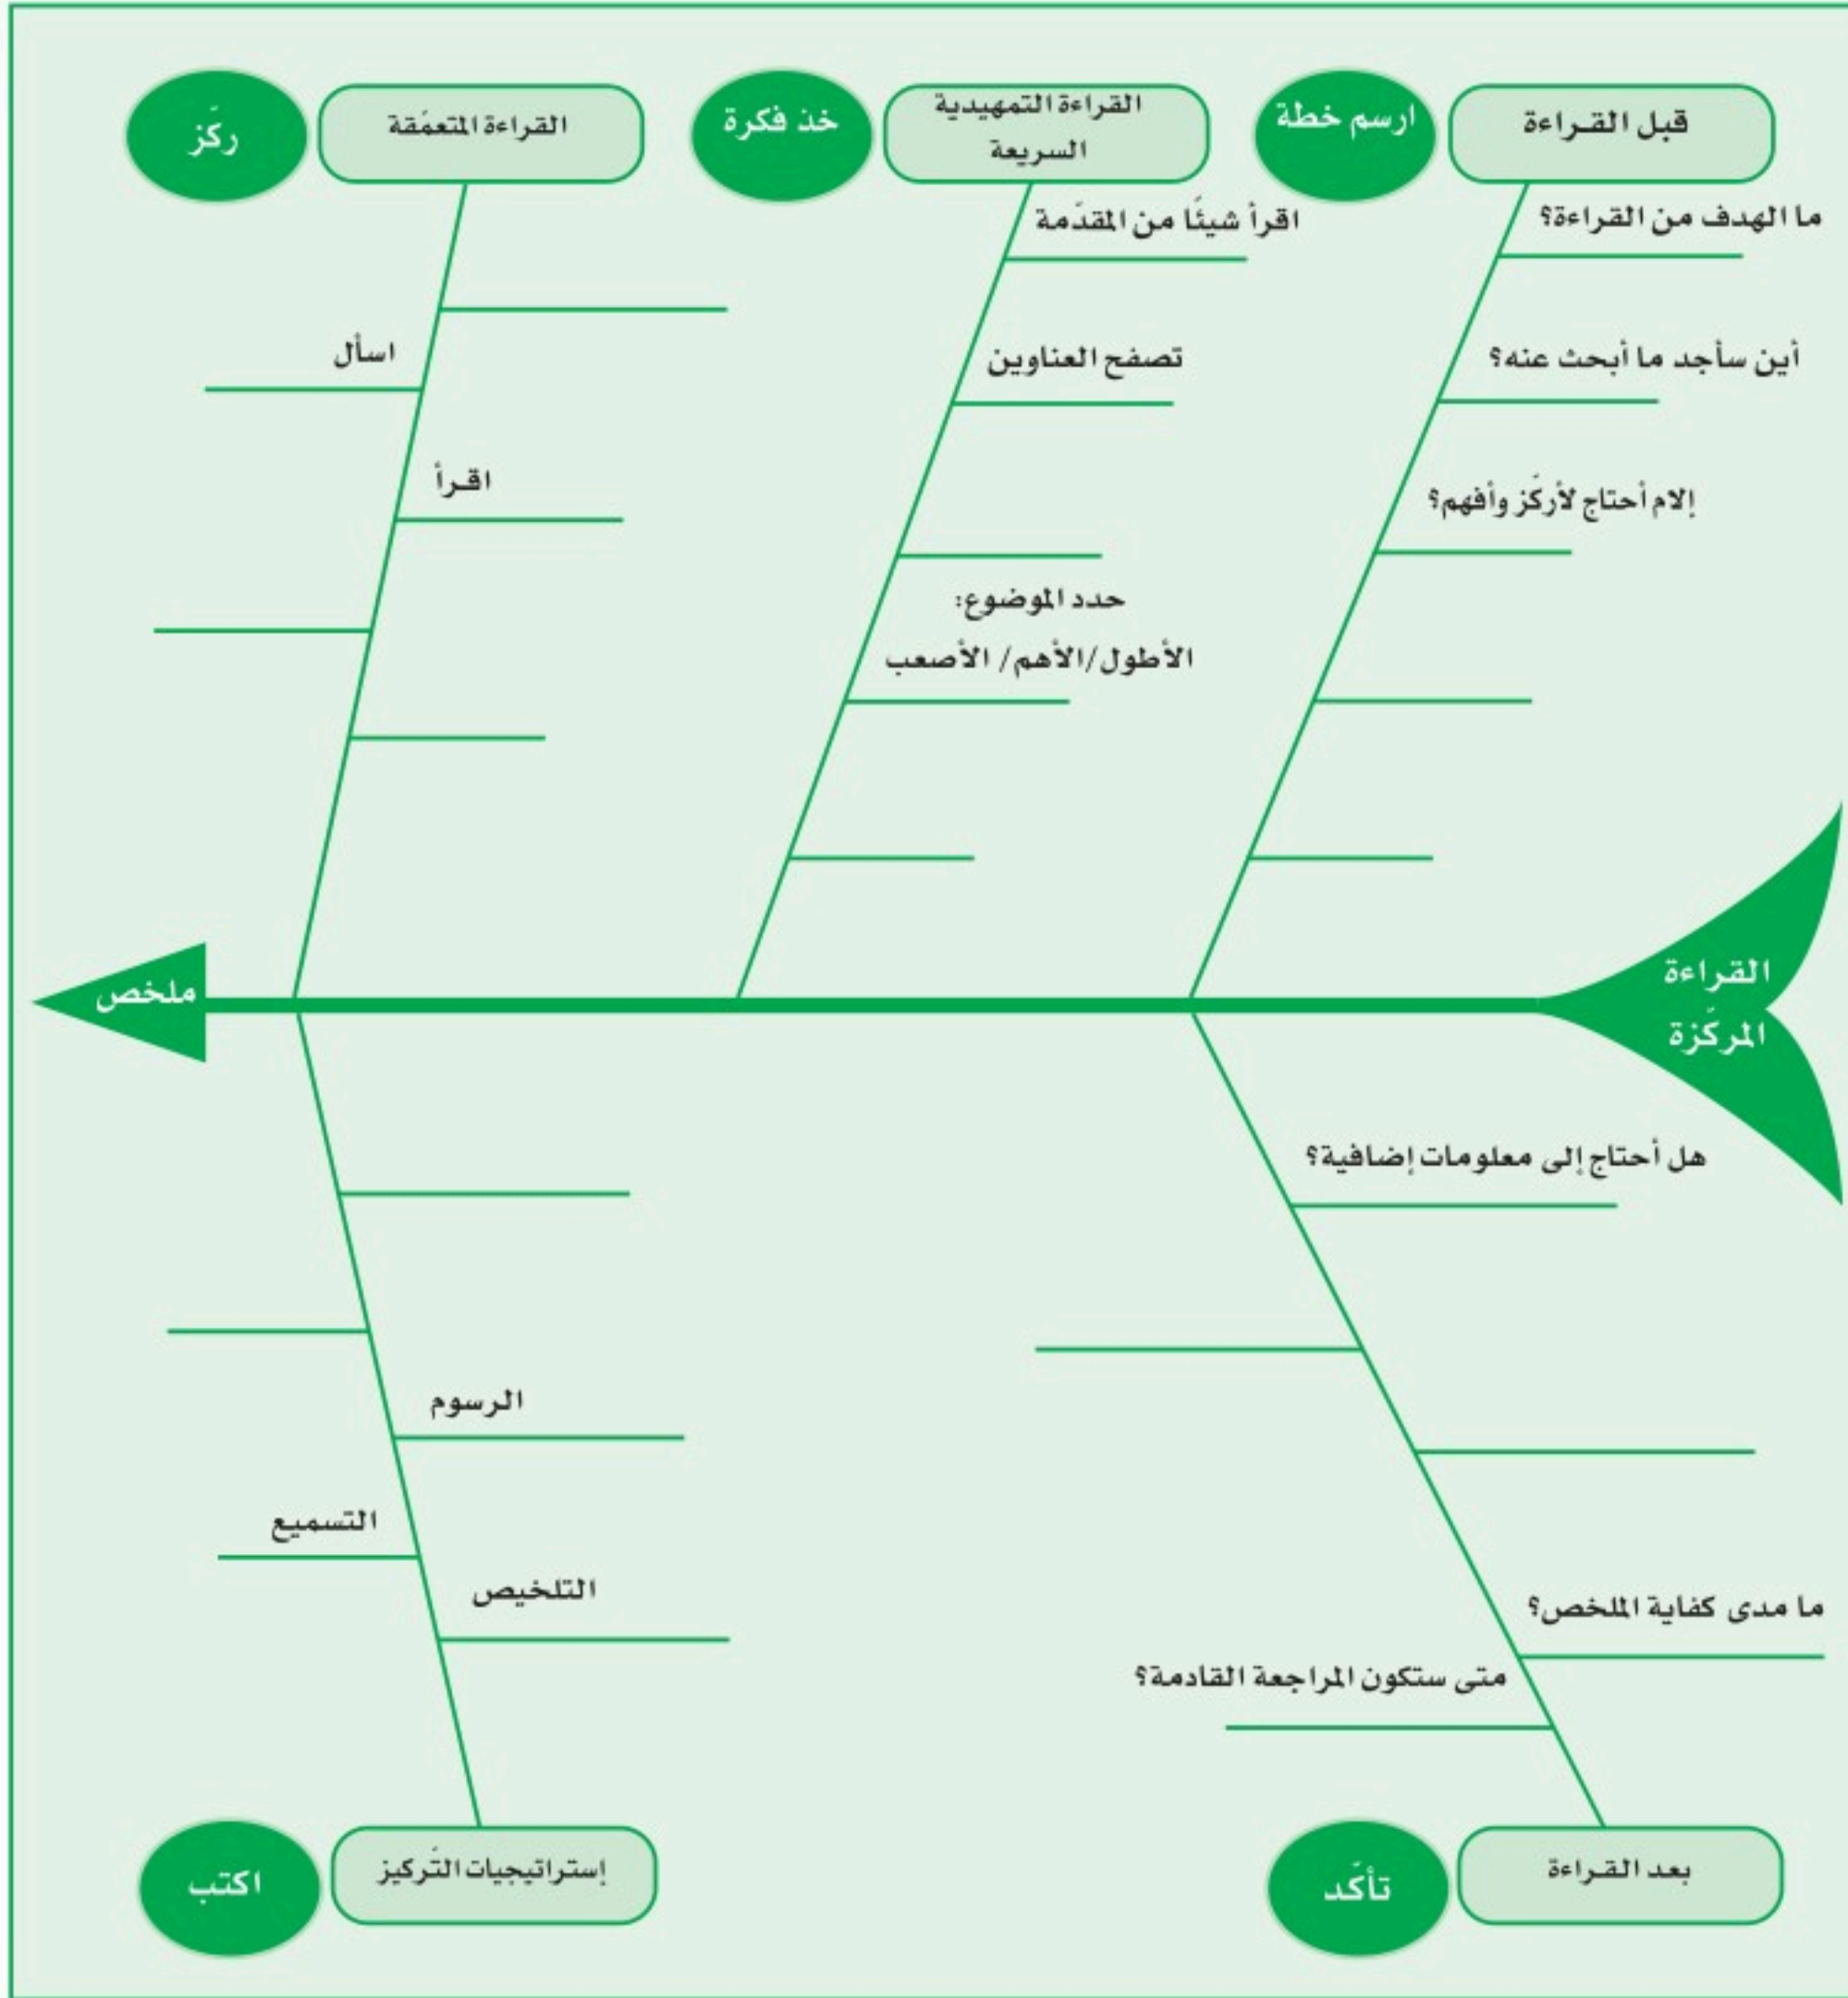 قبل القراءة
ارسم خطة
ما الهدف من القراءة؟
أين سأجد ما أبحث عنه؟
إلام أحتاج لأركّز وأفهم؟
القراءة التمهيدية
السريعة
خذ فكرة
اقرأ شيئًا من المقدّمة
تصفح العناوين
حدد الموضوع:
الأطول/الأهم/ الأصعب
القراءة المتعمّقة
ركّز
اسأل
اقرأ
القراءة
المركّزة
ملخص
هل أحتاج إلى معلومات إضافية؟
ما مدى كفاية الملخص؟
متى ستكون المراجعة القادمة؟
بعد القراءة
تأكّد
الرسوم
التسميع
التلخيص
إستراتيجيات التّركيز
اكتب